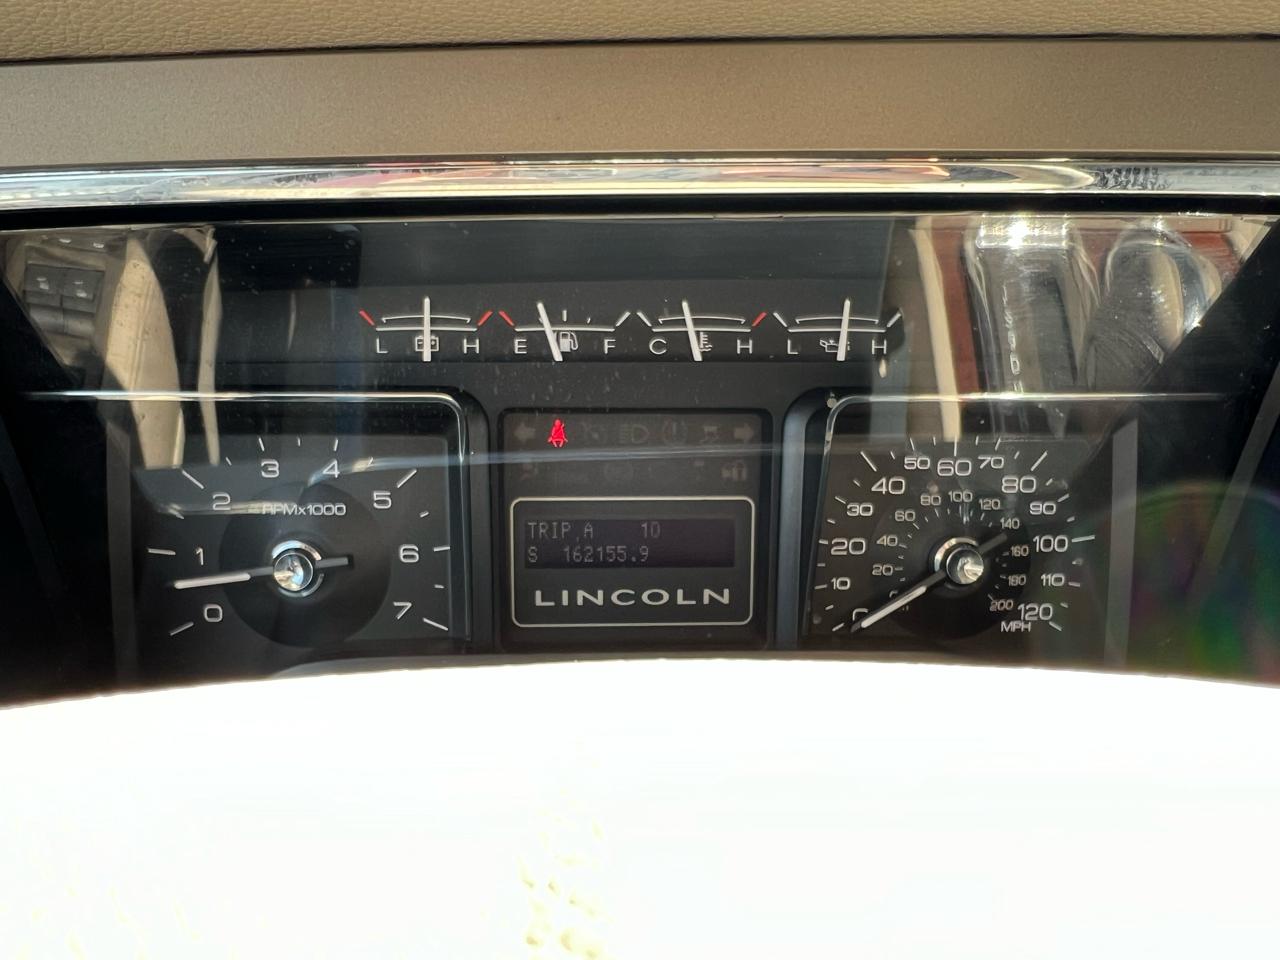 L H E F C H L H
0 1 2 3 4 5 6 7
RPMx1000
TRIP A 10
S 162155.9
LINCOLN
0 10 20 30 40 50 60 70 80 90 100 110 120
20 40 60 80 100 120 140 160 180 200
MPH